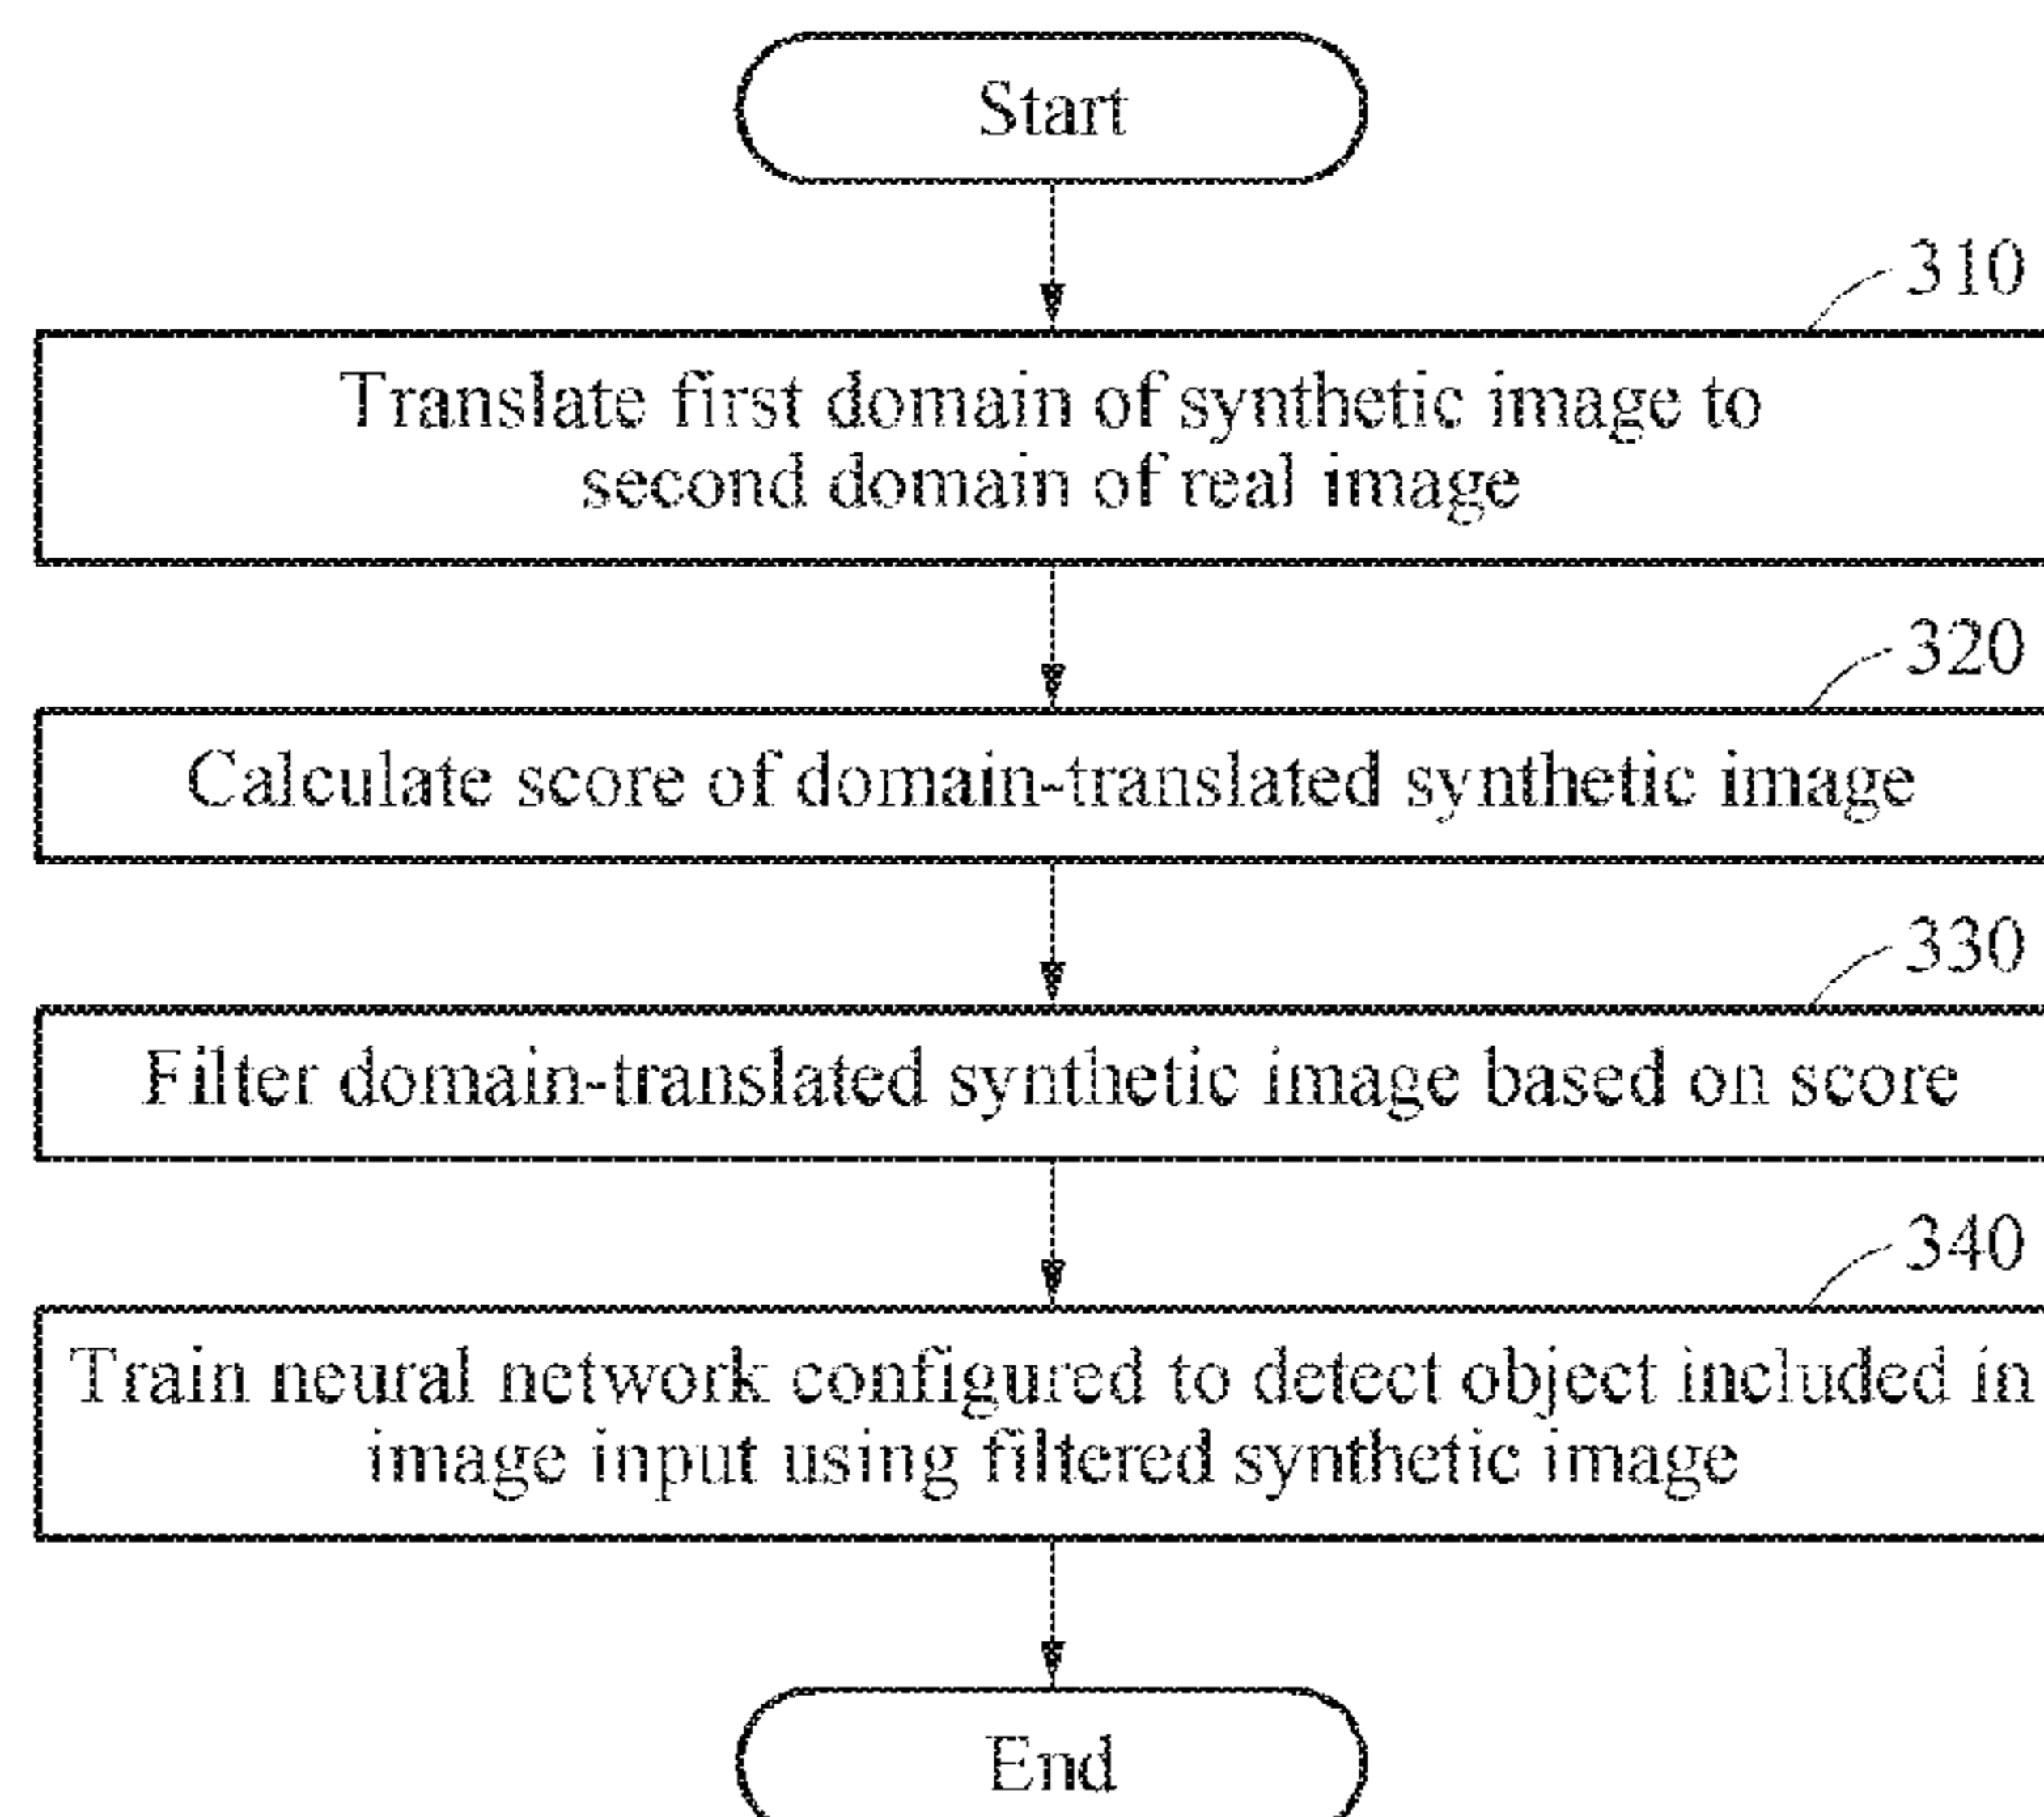 Start
310
Translate first domain of synthetic image to
second domain of real image
320
Calculate score of domain-translated synthetic image
330
Filter domain-translated synthetic image based on score
340
Train neural network configured to detect object included in
image input using filtered synthetic image
End